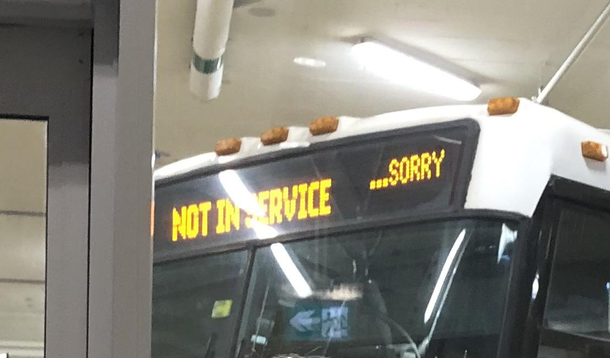 NOT IN SERVICE ...SORRY